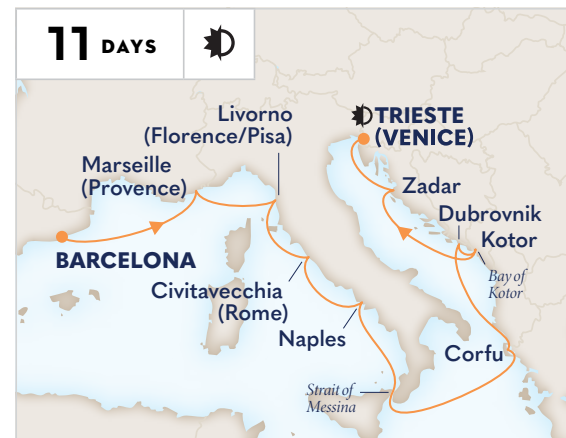 11 DAYS
Livorno
(Florence/Pisa)
TRIESTE
(VENICE)
Marseille
(Provence)
Zadar
Dubrovnik
Kotor
BARCELONA
Bay of
Kotor
Civitavecchia
(Rome)
Naples
Corfu
Strait of
Messina